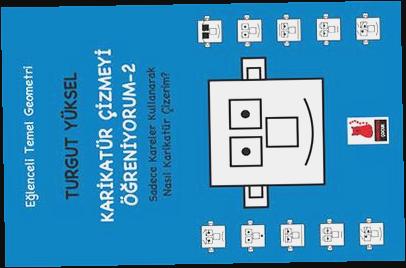 Eğlenceli Temel Geometri
TURGUT YÜKSEL
KARİKATÜR ÇİZMEYİ
ÖĞRENİYORUM-2
Sadece Kareler Kullanarak
Nasıl Karikatür Çizerim?